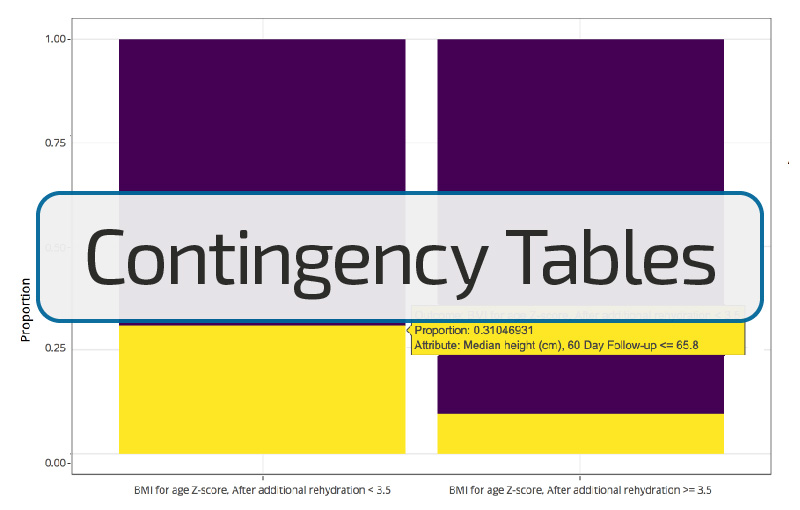 1.00
0.75
Contingency Tables
0.50
Proportion
Proportion: 0.31046931
Attribute: Median height (cm), 60 Day Follow-up <= 65.8
0.25
0.00
BMI for age Z-score, After additional rehydration < 3.5
BMI for age Z-score, After additional rehydration >= 3.5